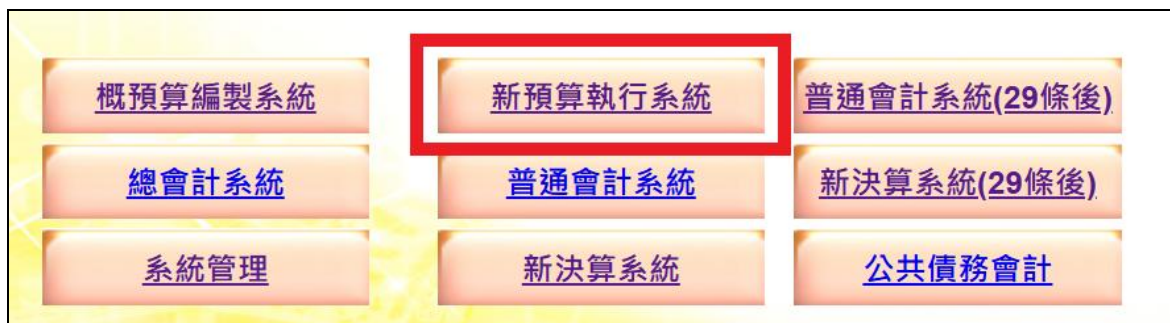 概預算編製系統 新預算執行系統 普通會計系統(29條後)
總會計系統 普通會計系統 新決算系統(29條後)
系統管理 新決算系統 公共債務會計